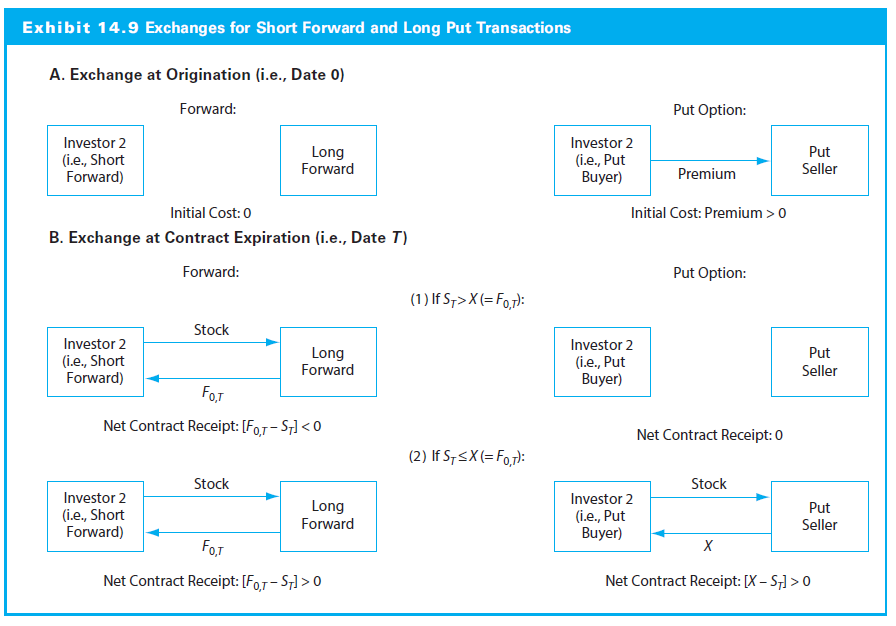 Exhibit 14.9 Exchanges for Short Forward and Long Put Transactions
A. Exchange at Origination (i.e., Date 0)
Forward:
Put Option:
Investor 2
(i.e., Short
Forward)
Long
Forward
Investor 2
(i.e., Put
Buyer)
Premium
Put
Seller
Initial Cost: 0
Initial Cost: Premium > 0
B. Exchange at Contract Expiration (i.e., Date T)
Forward:
Put Option:
(1) If S_T > X (= F_0,T):
Investor 2
(i.e., Short
Forward)
Stock
F_0,T
Long
Forward
Investor 2
(i.e., Put
Buyer)
Put
Seller
Net Contract Receipt: [F_0,T – S_T] < 0
Net Contract Receipt: 0
(2) If S_T ≤ X (= F_0,T):
Investor 2
(i.e., Short
Forward)
Stock
F_0,T
Long
Forward
Investor 2
(i.e., Put
Buyer)
Stock
X
Put
Seller
Net Contract Receipt: [F_0,T – S_T] > 0
Net Contract Receipt: [X – S_T] > 0